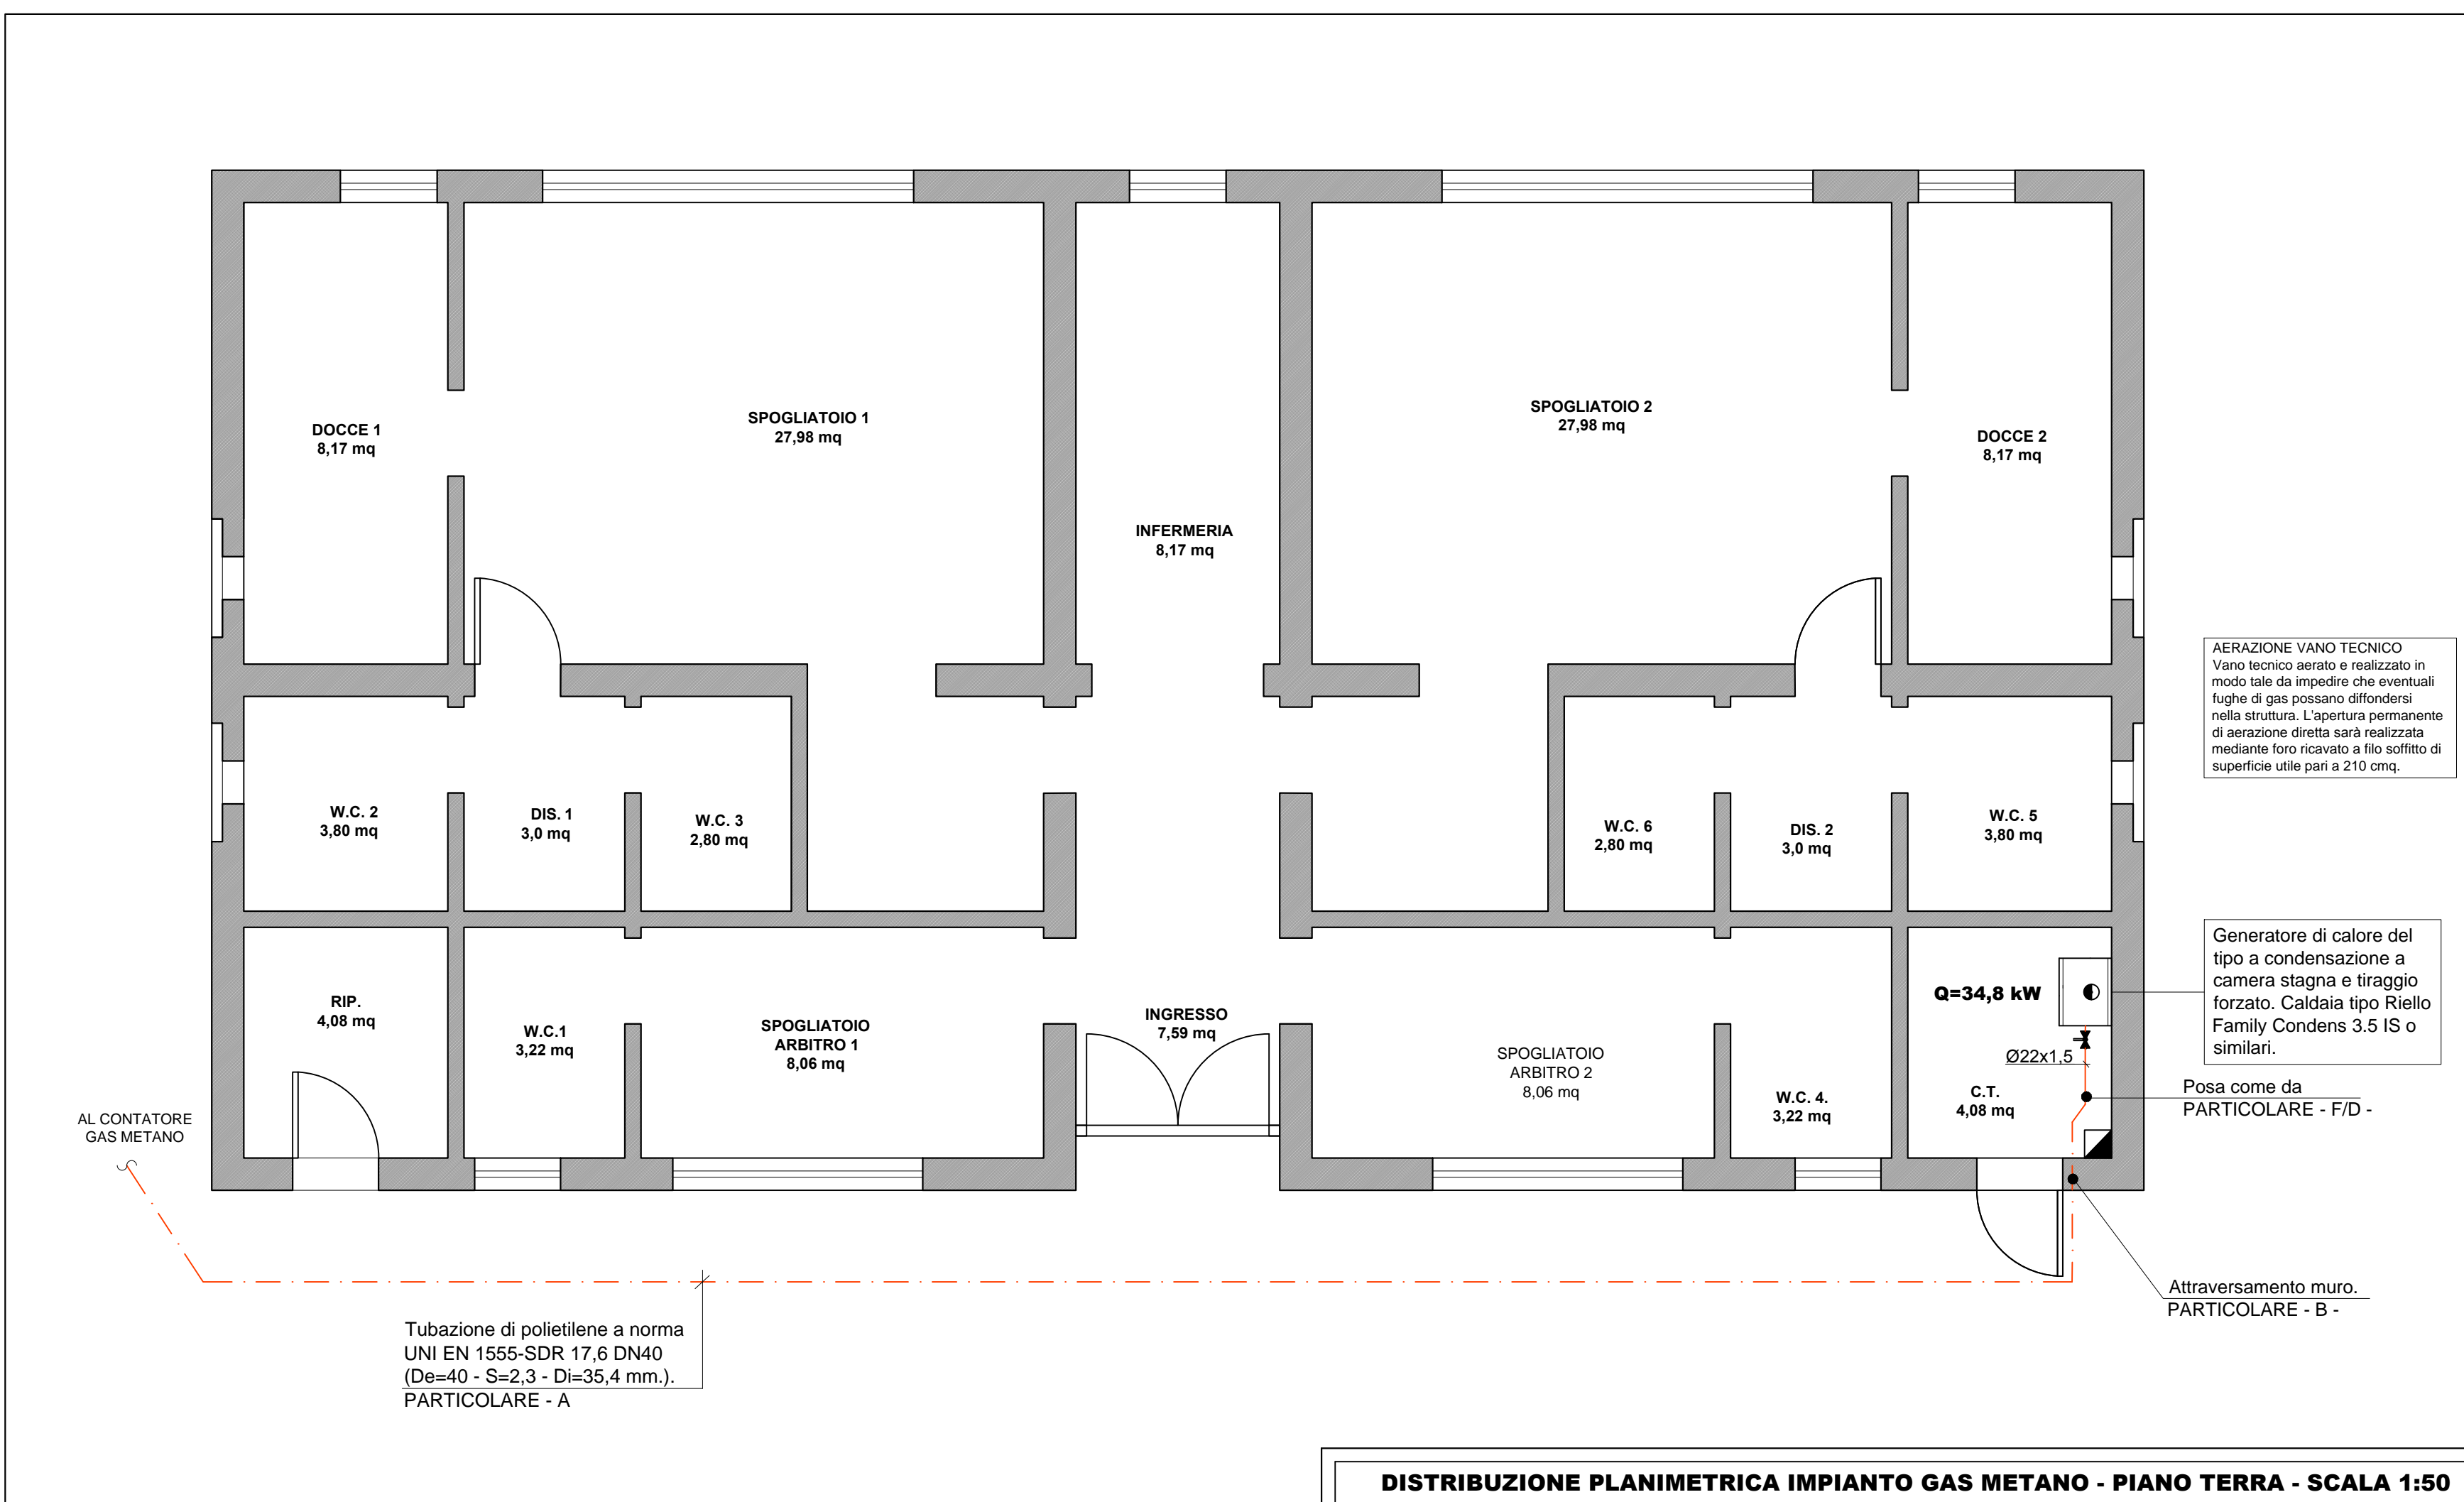 SPOGLIATOIO 1
27,98 mq
SPOGLIATOIO 2
27,98 mq
DOCCE 1
8,17 mq
DOCCE 2
8,17 mq
INFERMERIA
8,17 mq
AERAZIONE VANO TECNICO
Vano tecnico aerato e realizzato in
modo tale da impedire che eventuali
fughe di gas possano diffondersi
nella struttura. L'apertura permanente
di aerazione diretta sarà realizzata
mediante foro ricavato a filo soffitto di
superficie utile pari a 210 cmq.
W.C. 2
3,80 mq
DIS. 1
3,0 mq
W.C. 3
2,80 mq
W.C. 6
2,80 mq
DIS. 2
3,0 mq
W.C. 5
3,80 mq
RIP.
4,08 mq
W.C.1
3,22 mq
SPOGLIATOIO
ARBITRO 1
8,06 mq
INGRESSO
7,59 mq
SPOGLIATOIO
ARBITRO 2
8,06 mq
W.C. 4.
3,22 mq
Q=34,8 kW
Ø22x1,5
C.T.
4,08 mq
Generatore di calore del
tipo a condensazione a
camera stagna e tiraggio
forzato. Caldaia tipo Riello
Family Condens 3.5 IS o
similari.
Posa come da
PARTICOLARE - F/D -
AL CONTATORE
GAS METANO
Attraversamento muro.
PARTICOLARE - B -
Tubazione di polietilene a norma
UNI EN 1555-SDR 17,6 DN40
(De=40 - S=2,3 - Di=35,4 mm.).
PARTICOLARE - A
DISTRIBUZIONE PLANIMETRICA IMPIANTO GAS METANO - PIANO TERRA - SCALA 1:50